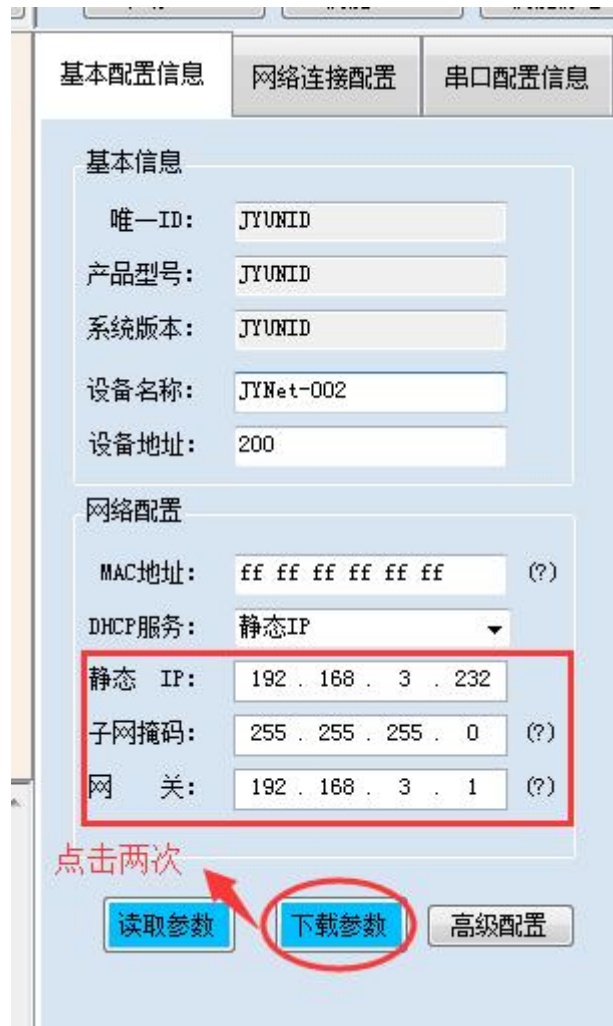 基本配置信息 网络连接配置 串口配置信息
基本信息
唯一ID: JYUNID
产品型号: JYUNID
系统版本: JYUNID
设备名称: JYNet-002
设备地址: 200
网络配置
MAC地址: ff ff ff ff ff ff (?)
DHCP服务: 静态IP
静态 IP: 192 . 168 . 3 . 232
子网掩码: 255 . 255 . 255 . 0 (?)
网 关: 192 . 168 . 3 . 1 (?)
点击两次
读取参数 下载参数 高级配置